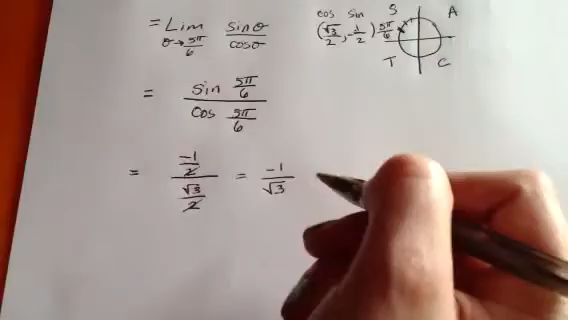 = Lim θ→5π/6 sinθ/cosθ
cos sin S A
(√3/2, -1/2) 5π/6
T C
= sin 5π/6 / cos 5π/6
= -1/2 / √3/2 = -1/√3